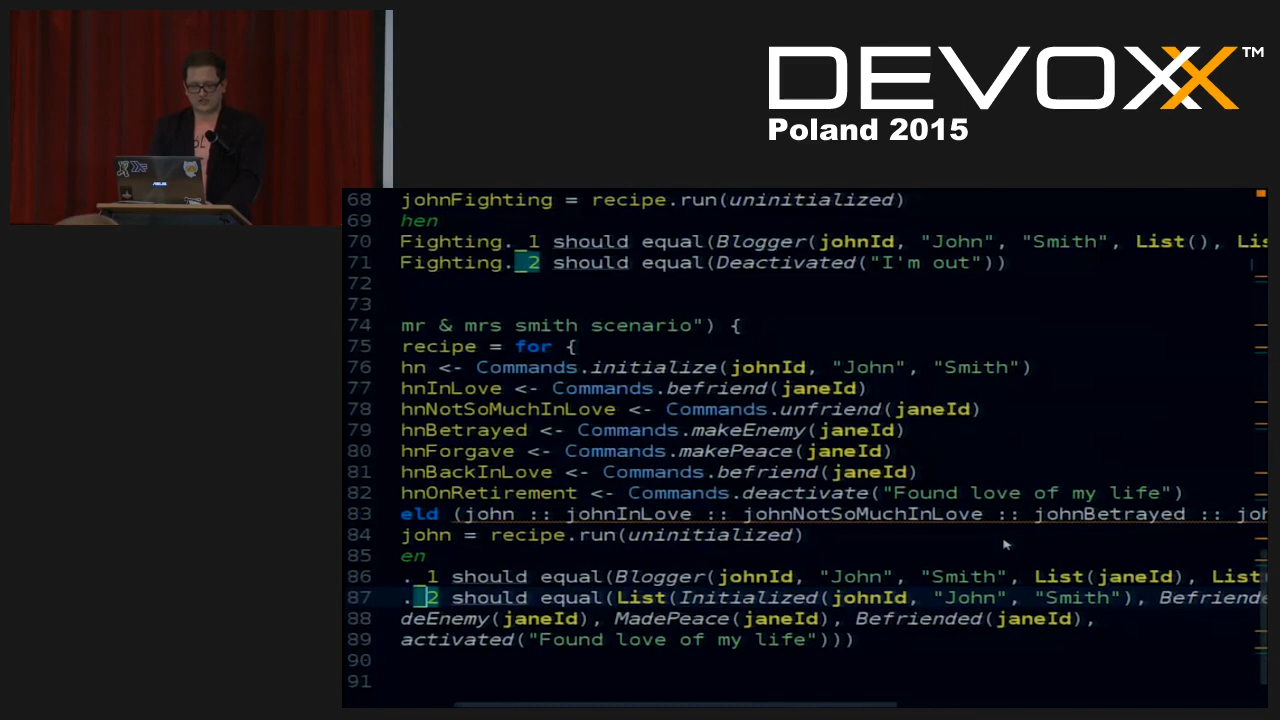 DEVOXX™
Poland 2015
68 johnFighting = recipe.run(uninitialized)
69 hen
70 Fighting._1 should equal(Blogger(johnId, "John", "Smith", List(), Lis
71 Fighting._2 should equal(Deactivated("I'm out"))
72
73
74 mr & mrs smith scenario") {
75 recipe = for {
76 hn <- Commands.initialize(johnId, "John", "Smith")
77 hnInLove <- Commands.befriend(janeId)
78 hnNotSoMuchInLove <- Commands.unfriend(janeId)
79 hnBetrayed <- Commands.makeEnemy(janeId)
80 hnForgave <- Commands.makePeace(janeId)
81 hnBackInLove <- Commands.befriend(janeId)
82 hnOnRetirement <- Commands.deactivate("Found love of my life")
83 eld (john :: johnInLove :: johnNotSoMuchInLove :: johnBetrayed :: joh
84 john = recipe.run(uninitialized)
85 en
86 ._1 should equal(Blogger(johnId, "John", "Smith", List(janeId), List
87 ._2 should equal(List(Initialized(johnId, "John", "Smith"), Befriende
88 deEnemy(janeId), MadePeace(janeId), Befriended(janeId),
89 activated("Found love of my life")))
90
91